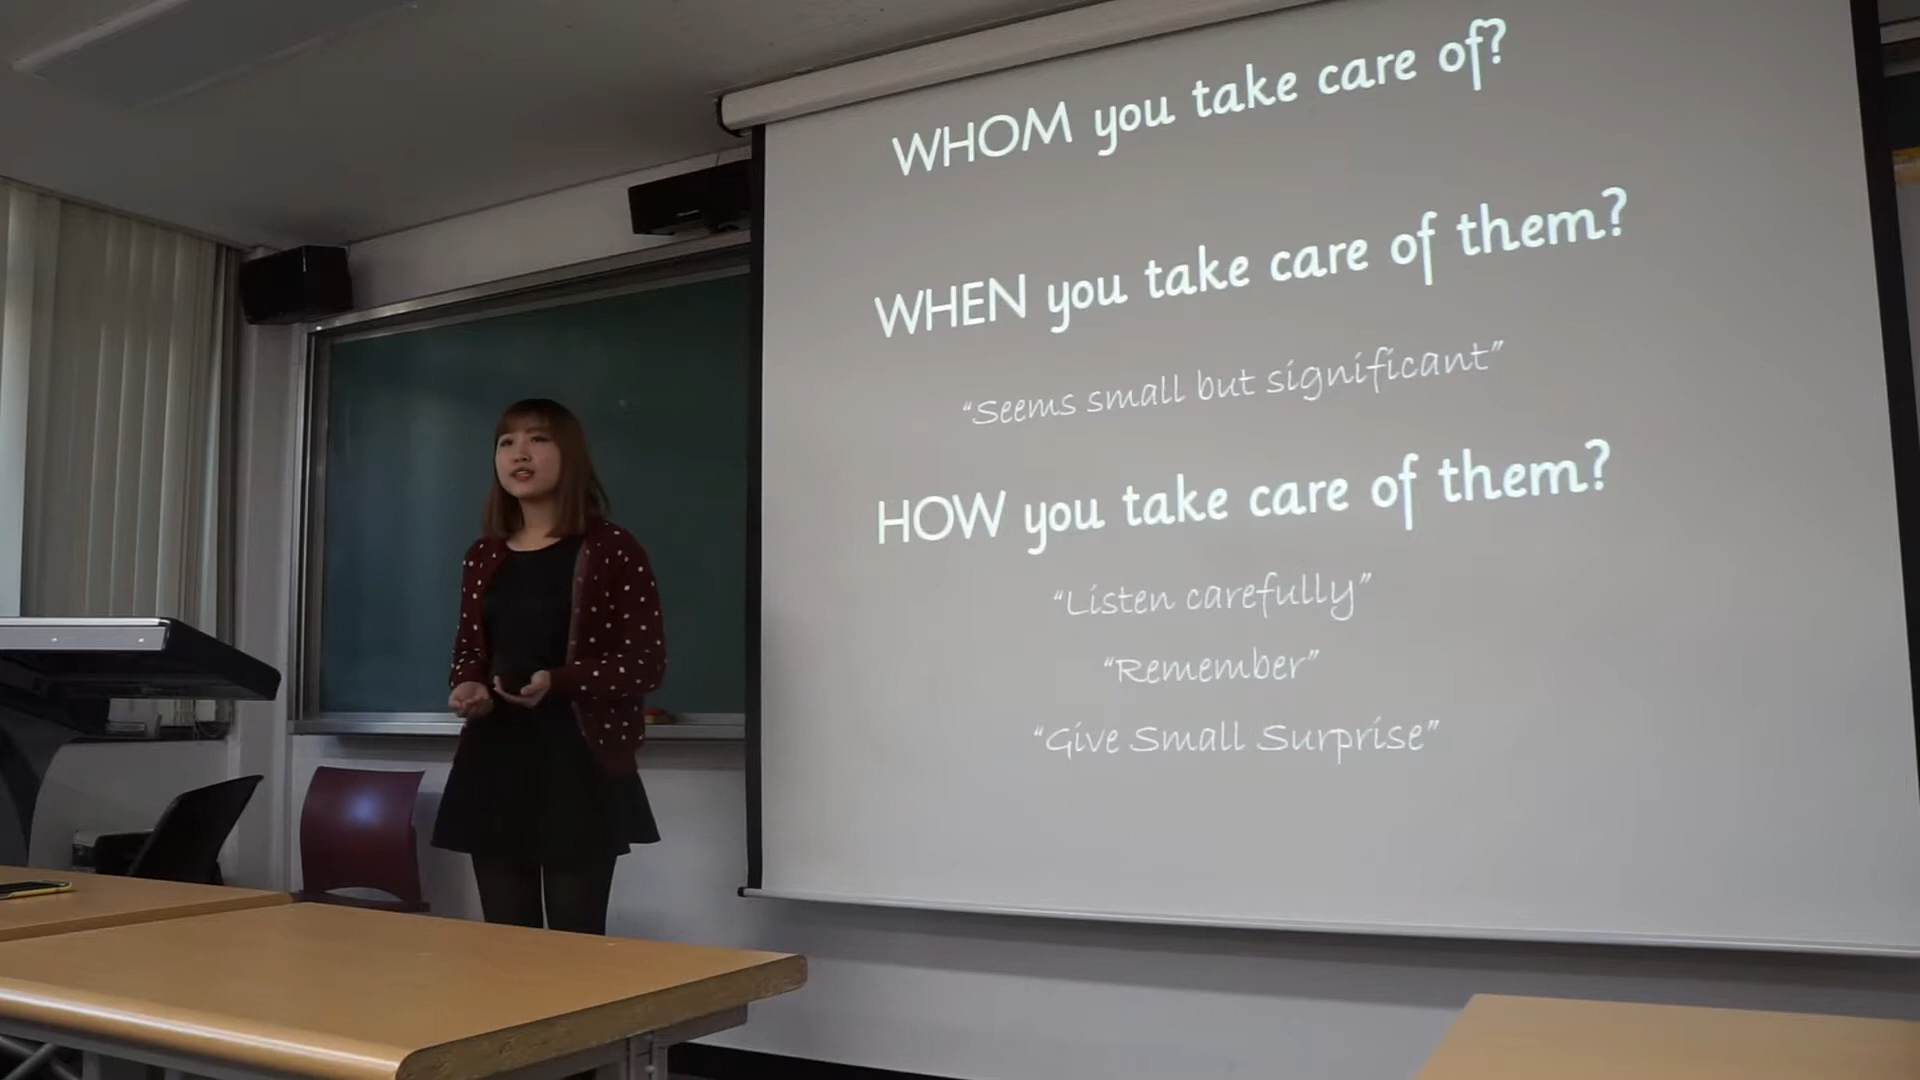 WHOM you take care of?
WHEN you take care of them?
"Seems small but significant"
HOW you take care of them?
"Listen carefully"
"Remember"
"Give Small Surprise"